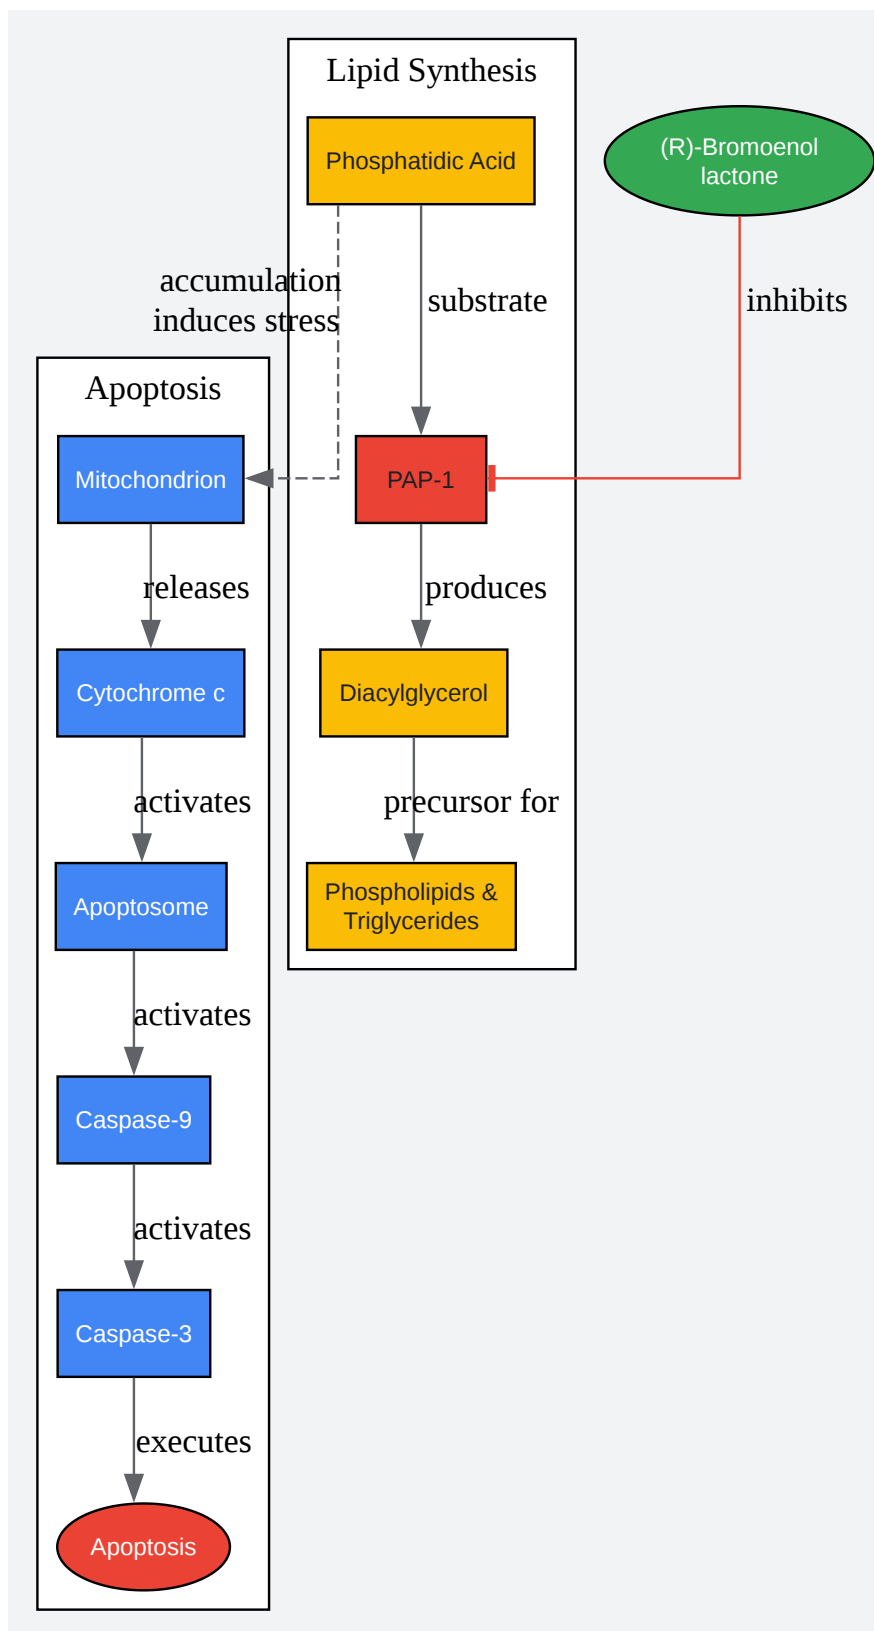 Lipid Synthesis
Phosphatidic Acid
(R)-Bromoenol
lactone
accumulation
induces stress
substrate
inhibits
Apoptosis
Mitochondrion
PAP-1
releases
produces
Cytochrome c
Diacylglycerol
activates
precursor for
Apoptosome
Phospholipids &
Triglycerides
activates
Caspase-9
activates
Caspase-3
executes
Apoptosis